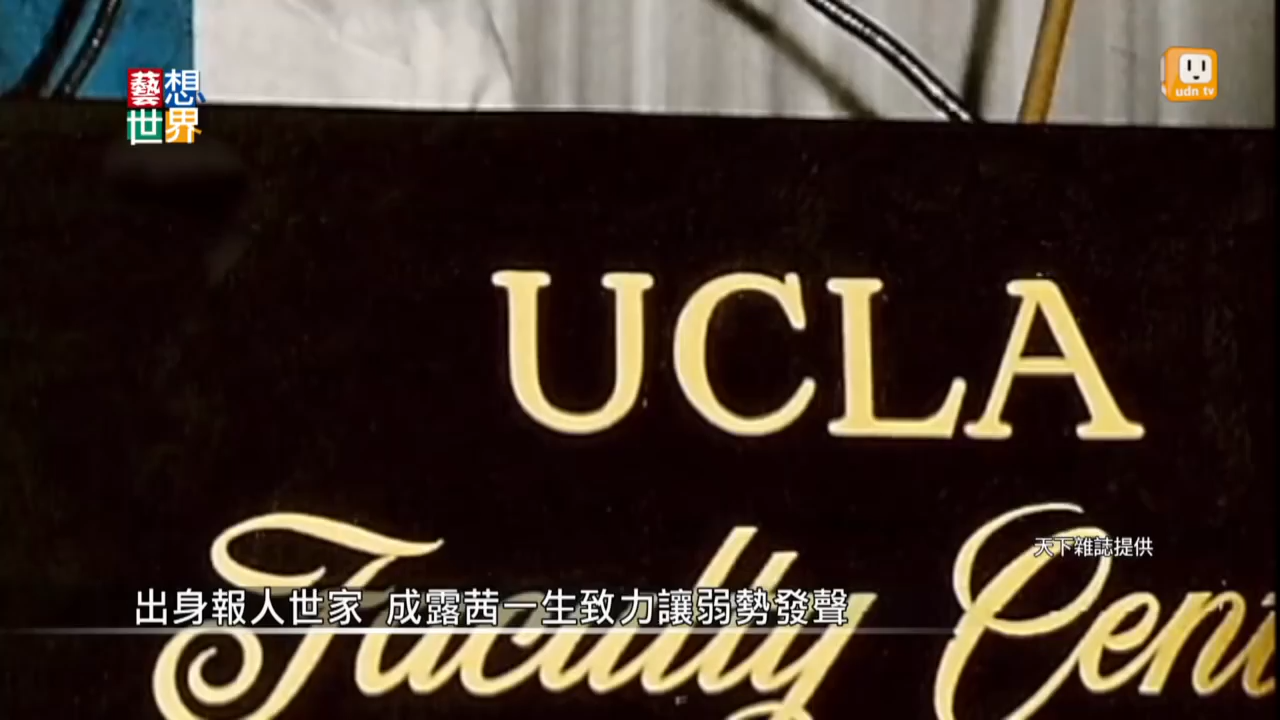 藝想
世界
udn tv
UCLA
Faculty Cent
天下雜誌提供
出身報人世家 成露茜一生致力讓弱勢發聲